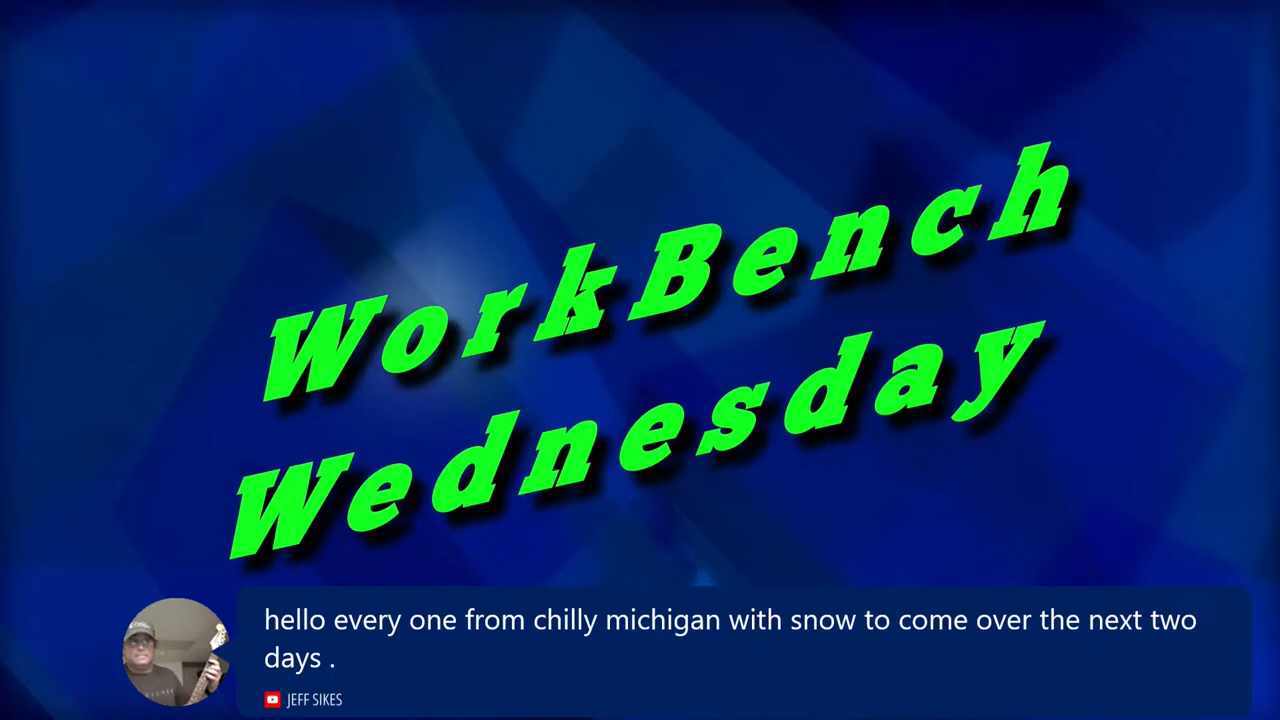 WorkBench
Wednesday
hello every one from chilly michigan with snow to come over the next two
days .
JEFF SIKES